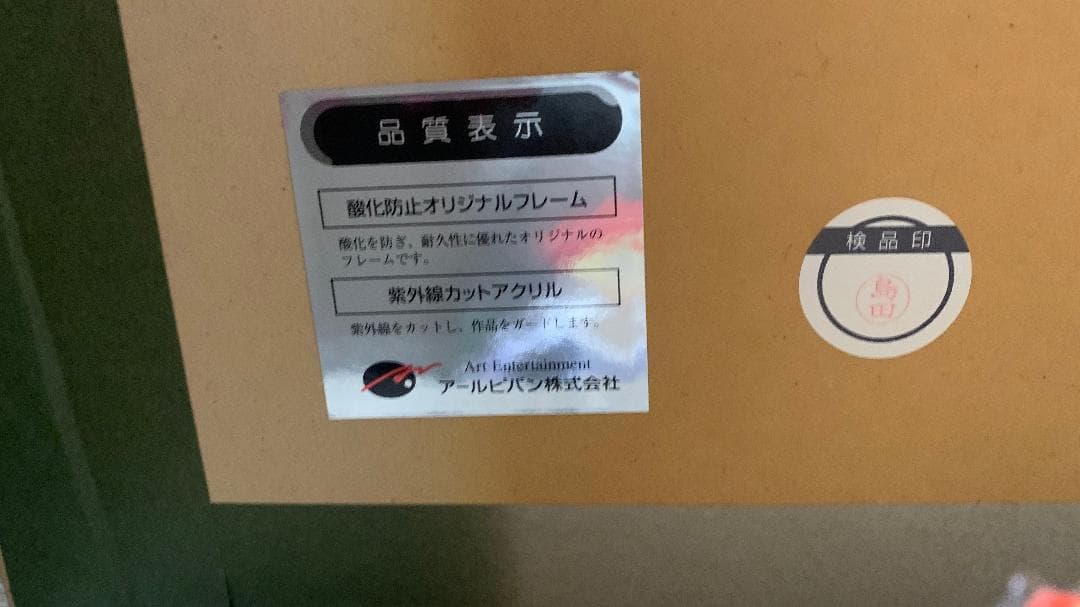 品質表示
酸化防止オリジナルフレーム
酸化を防ぎ、耐久性に優れたオリジナルの
フレームです。
紫外線カットアクリル
紫外線をカットし、作品をガードします。
Art Entertainment
アールビバン株式会社
検品印
島田